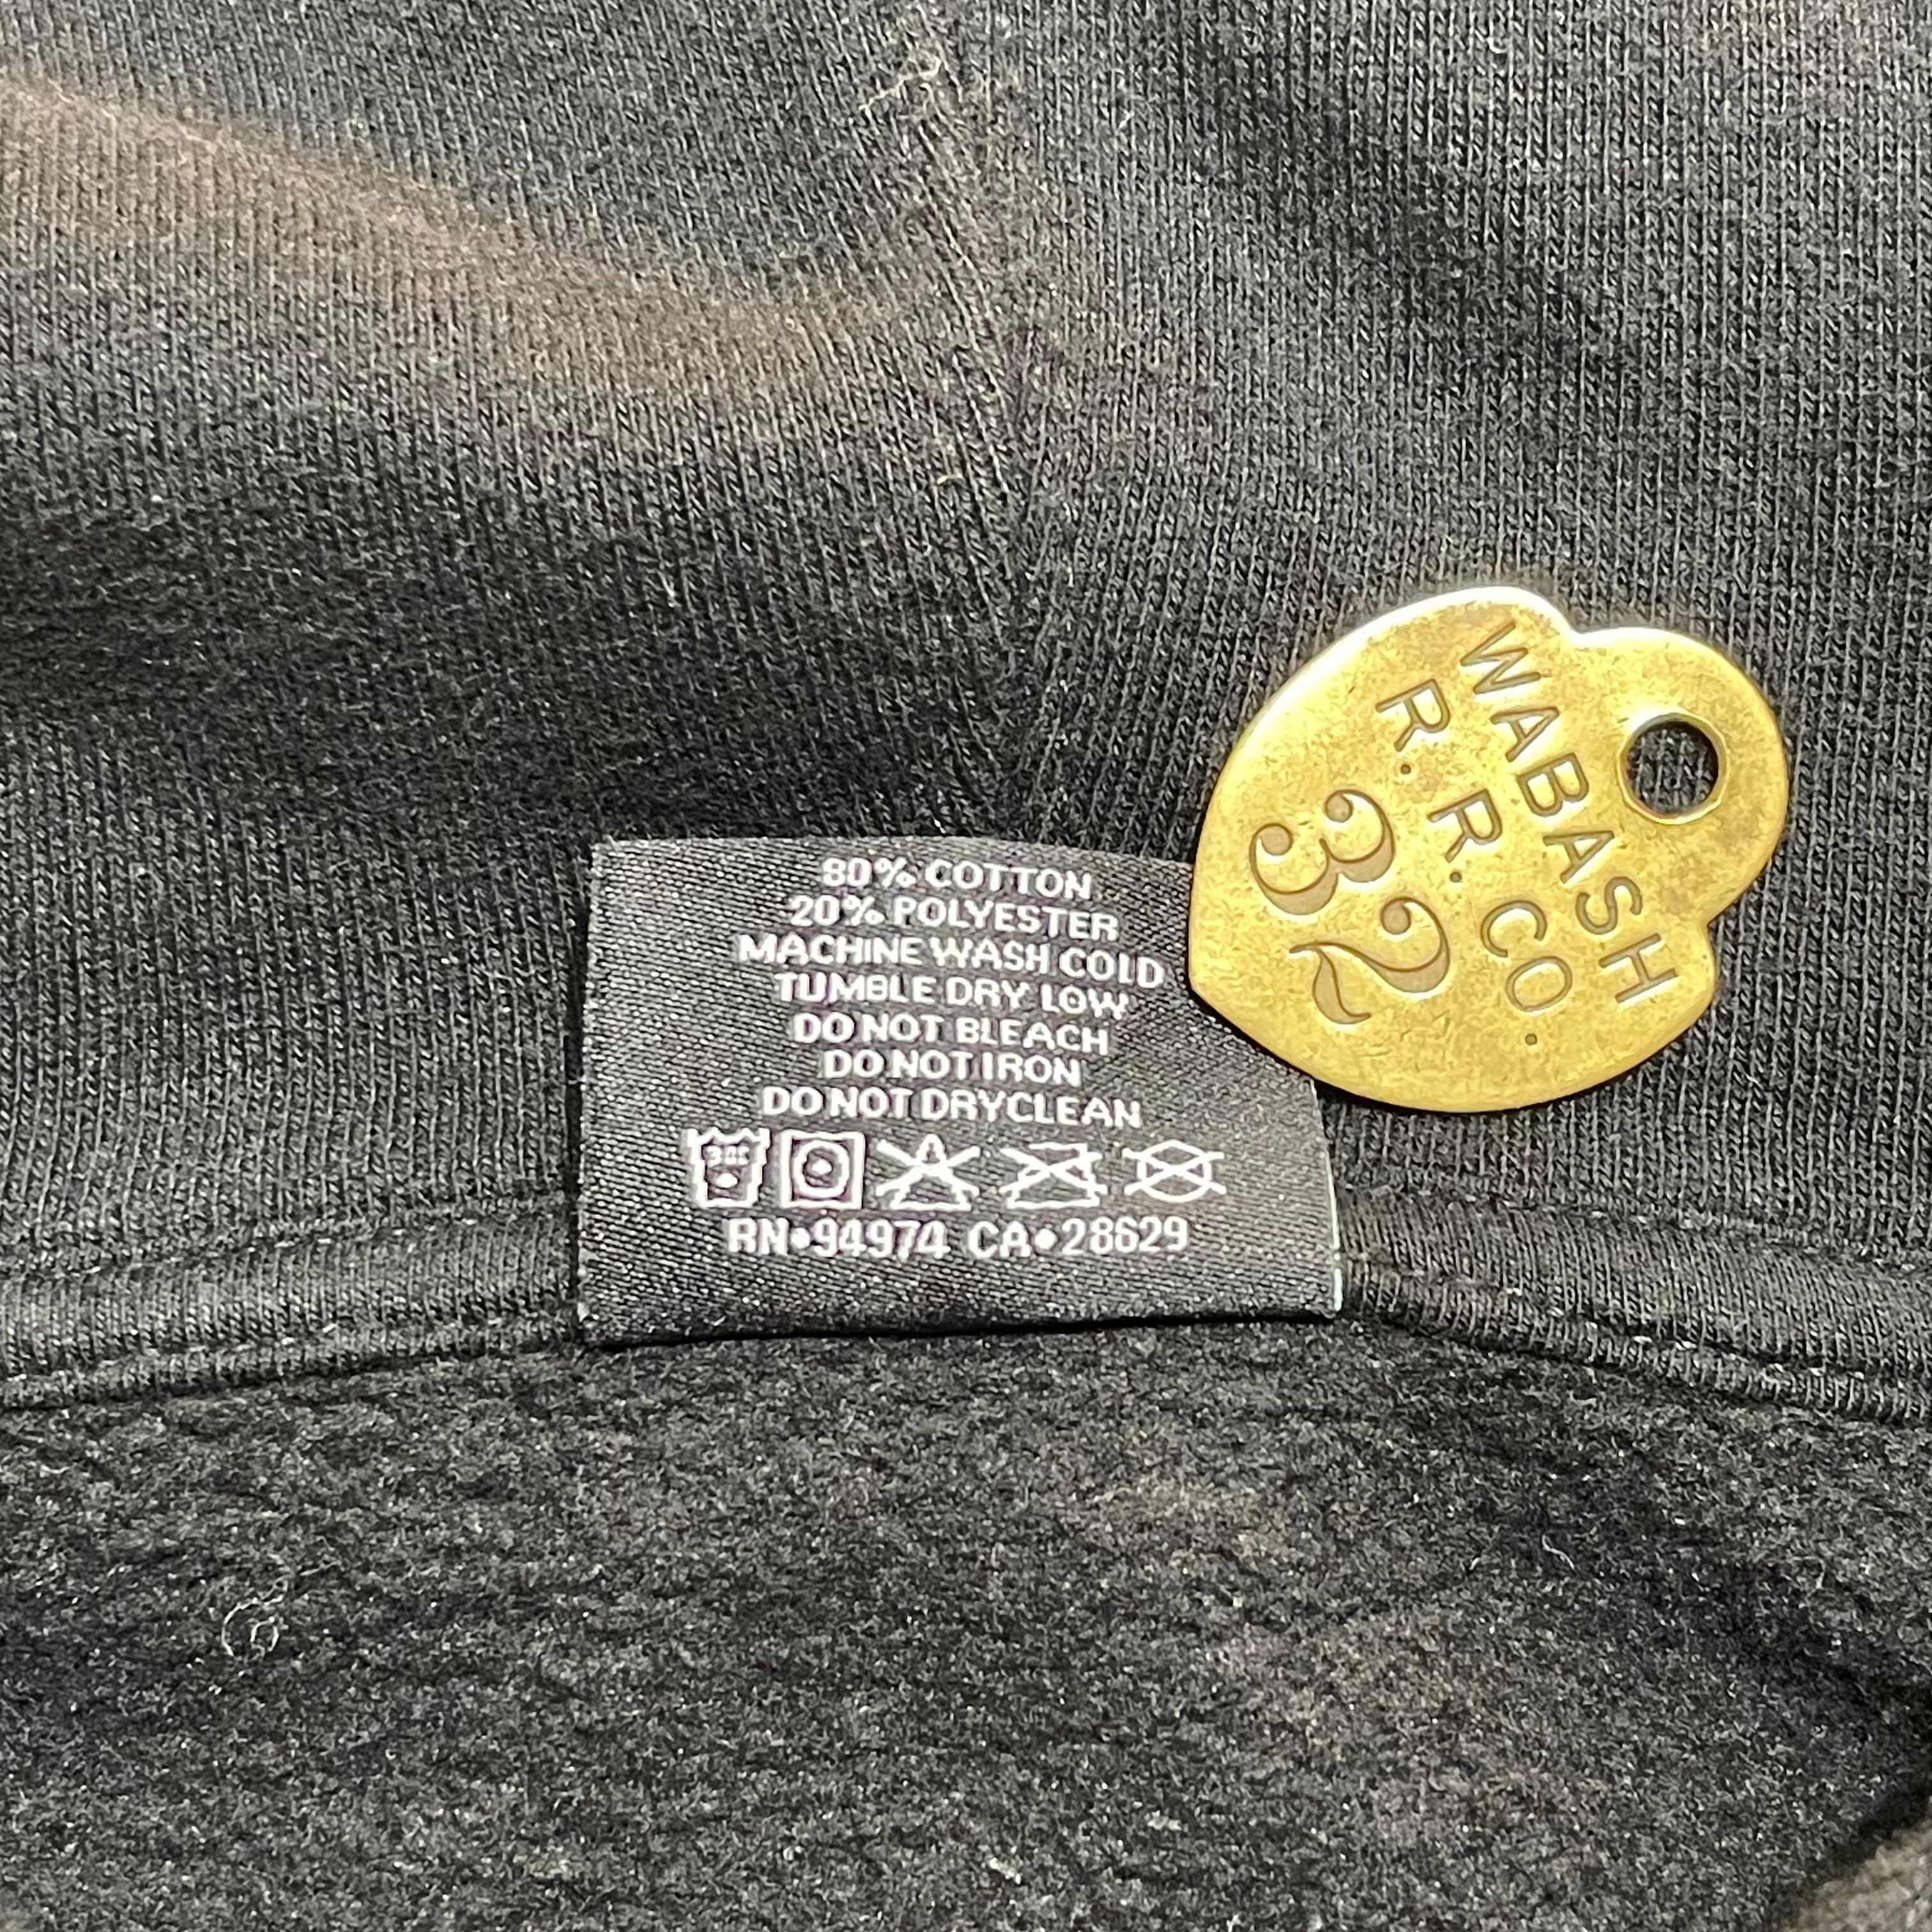 80% COTTON
20% POLYESTER
MACHINE WASH COLD
TUMBLE DRY LOW
DO NOT BLEACH
DO NOT IRON
DO NOT DRYCLEAN
RN•94974 CA•28629
WABASH
R.R.CO.
32